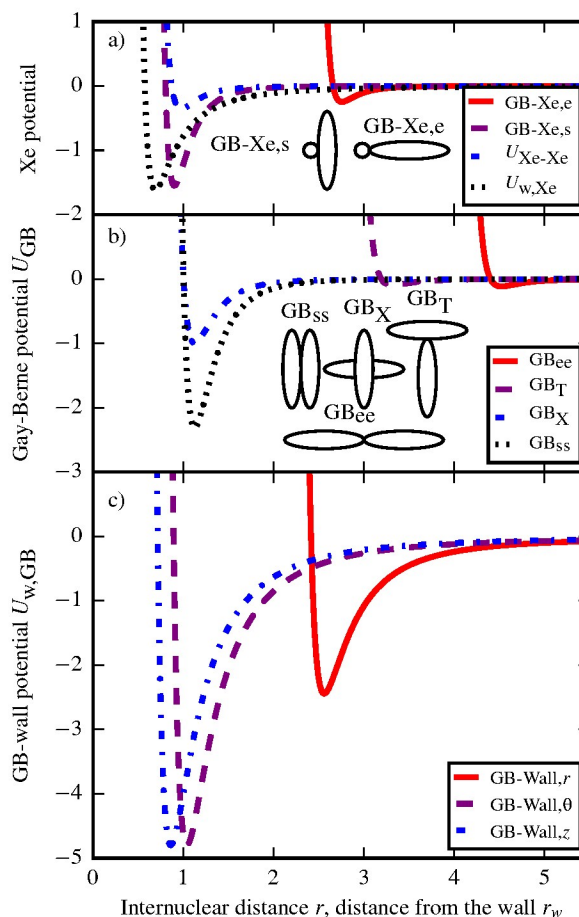 a)
Xe potential
1
0
−1
−2
GB-Xe,s
GB-Xe,e
GB-Xe,e
GB-Xe,s
U_Xe-Xe
U_w,Xe
b)
Gay-Berne potential U_GB
0
−1
−2
−3
GB_ss
GB_X
GB_T
GB_ee
GB_ee
GB_T
GB_X
GB_ss
c)
GB-wall potential U_w,GB
0
−1
−2
−3
−4
−5
GB-Wall,r
GB-Wall,θ
GB-Wall,z
0 1 2 3 4 5
Internuclear distance r, distance from the wall r_w